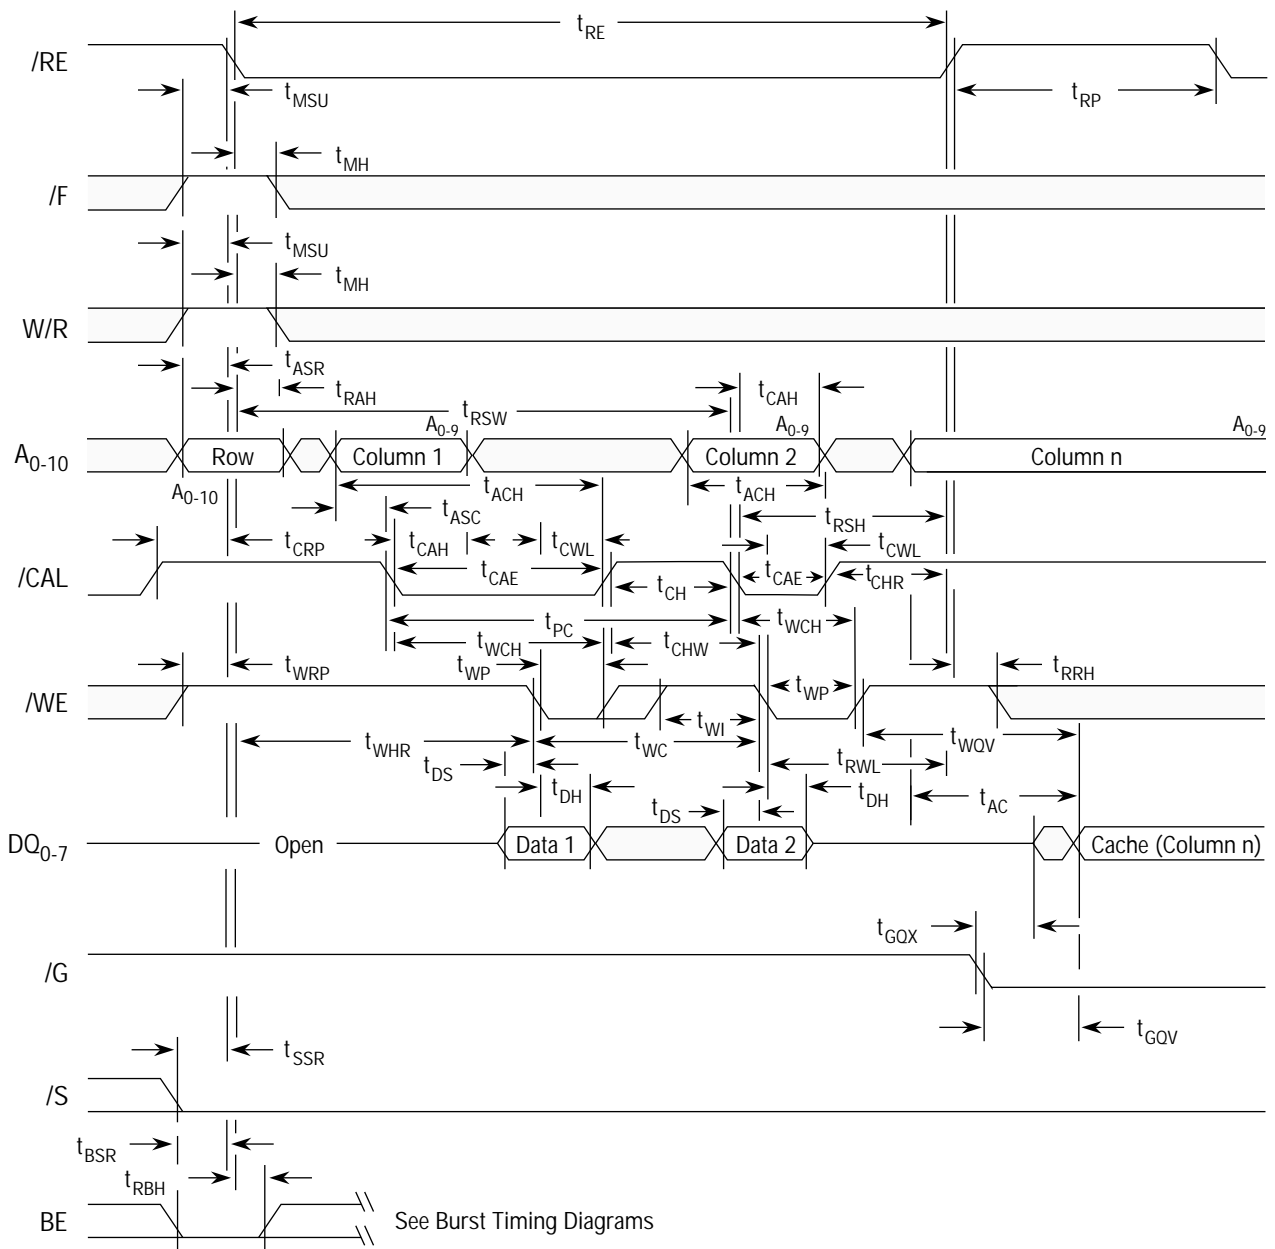 tRE
/RE
tMSU
tRP
tMH
/F
tMSU
tMH
W/R
tASR
tRAH
tRSW
tCAH
A0-9
A0-9
A0-9
A0-10
Row
Column 1
Column 2
Column n
A0-10
tACH
tACH
tASC
tRSH
tCRP
tCAH
tCWL
tCWL
/CAL
tCAE
tCH
tCAE
tCHR
tPC
tWCH
tWCH
tCHW
tWRP
tWP
tRRH
/WE
tWP
tWI
tWHR
tWC
tWQV
tDS
tRWL
tDH
tDS
tDH
tAC
DQ0-7
Open
Data 1
Data 2
Cache (Column n)
tGQX
/G
tGQV
tSSR
/S
tBSR
tRBH
BE
See Burst Timing Diagrams